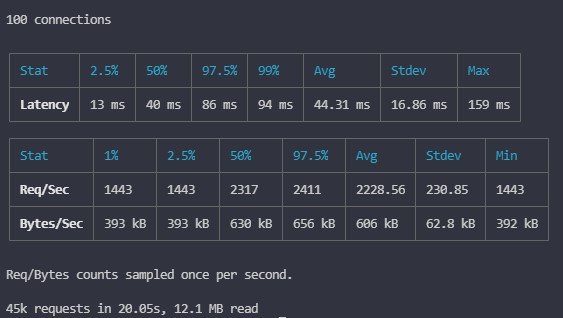 100 connections
Stat 2.5% 50% 97.5% 99% Avg Stdev Max
Latency 13 ms 40 ms 86 ms 94 ms 44.31 ms 16.86 ms 159 ms
Stat 1% 2.5% 50% 97.5% Avg Stdev Min
Req/Sec 1443 1443 2317 2411 2228.56 230.85 1443
Bytes/Sec 393 kB 393 kB 630 kB 656 kB 606 kB 62.8 kB 392 kB
Req/Bytes counts sampled once per second.
45k requests in 20.05s, 12.1 MB read